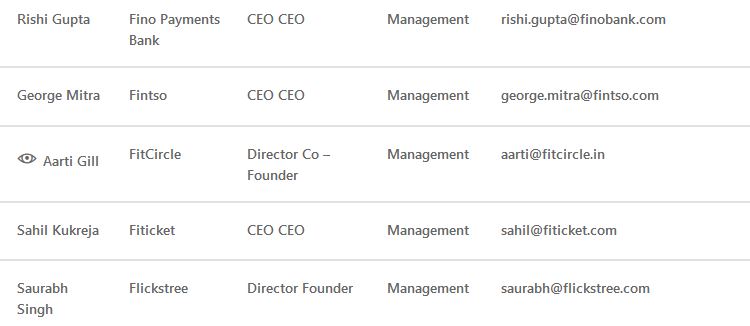 Rishi Gupta Fino Payments CEO CEO Management rishi.gupta@finobank.com
Bank
George Mitra Fintso CEO CEO Management george.mitra@fintso.com
Aarti Gill FitCircle Director Co – Management aarti@fitcircle.in
Founder
Sahil Kukreja Fiticket CEO CEO Management sahil@fiticket.com
Saurabh Flickstree Director Founder Management saurabh@flickstree.com
Singh